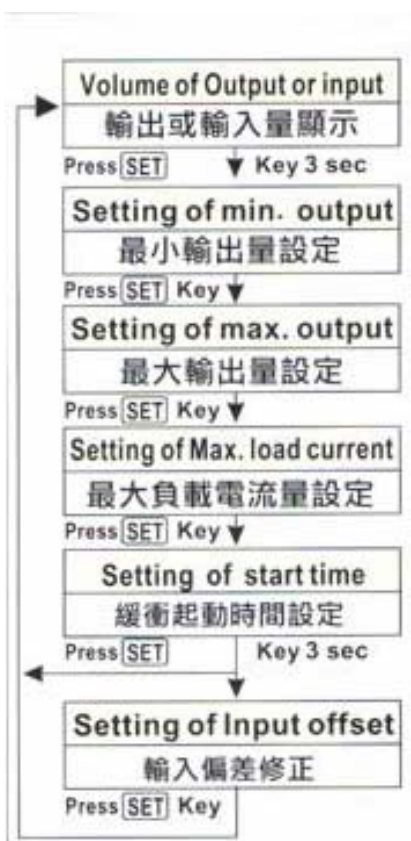 Volume of Output or input
輸出或輸入量顯示
Press SET Key 3 sec
Setting of min. output
最小輸出量設定
Press SET Key
Setting of max. output
最大輸出量設定
Press SET Key
Setting of Max. load current
最大負載電流量設定
Press SET Key
Setting of start time
緩衝起動時間設定
Press SET Key 3 sec
Setting of Input offset
輸入偏差修正
Press SET Key